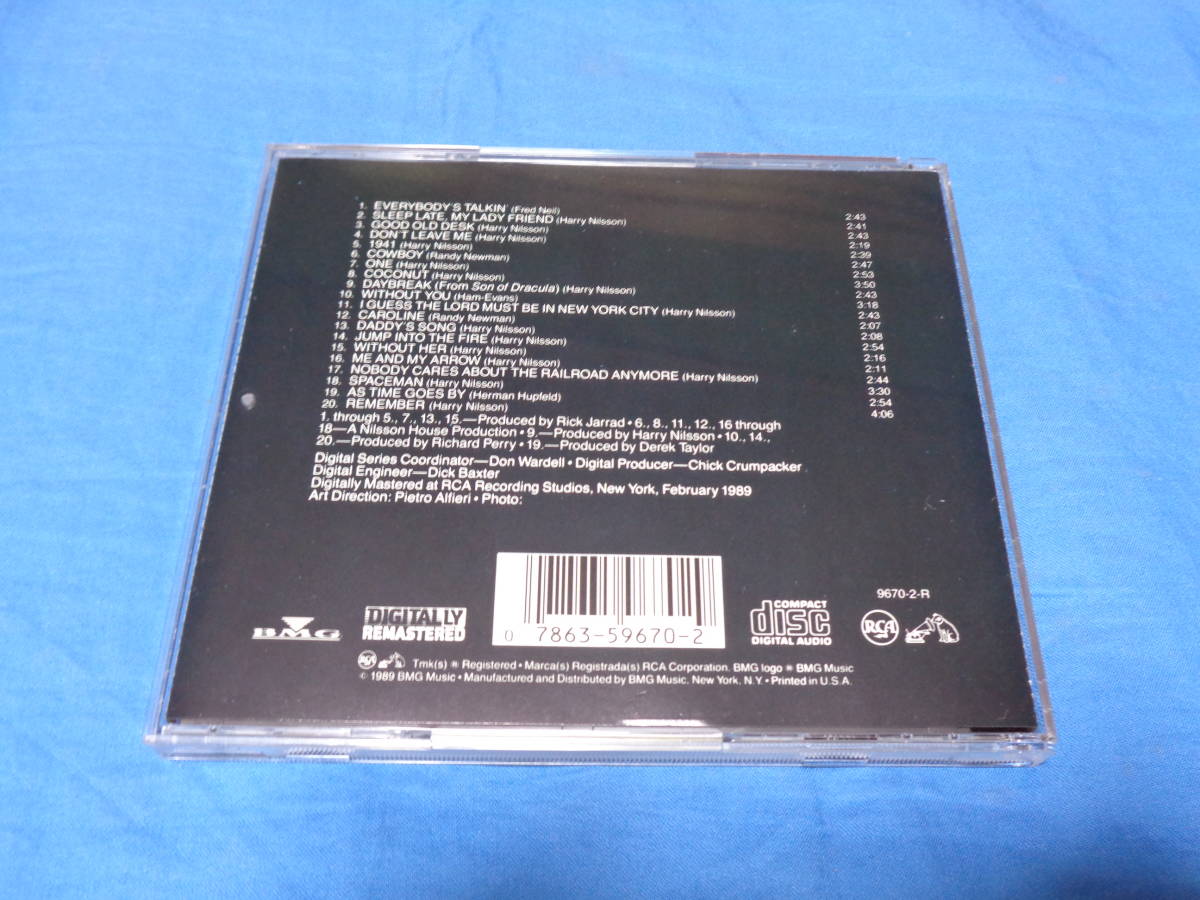 1. EVERYBODY'S TALKIN' (Fred Neil) 2:43
2. SLEEP LATE, MY LADY FRIEND (Harry Nilsson) 2:41
3. GOOD OLD DESK (Harry Nilsson) 2:43
4. DON'T LEAVE ME (Harry Nilsson) 2:19
5. 1941 (Harry Nilsson) 2:39
6. COWBOY (Randy Newman) 2:47
7. ONE (Harry Nilsson) 2:53
8. COCONUT (Harry Nilsson) 3:50
9. DAYBREAK (From Son of Dracula) (Harry Nilsson) 2:43
10. WITHOUT YOU (Ham-Evans) 3:18
11. I GUESS THE LORD MUST BE IN NEW YORK CITY (Harry Nilsson) 2:43
12. CAROLINE (Randy Newman) 2:07
13. DADDY'S SONG (Harry Nilsson) 2:08
14. JUMP INTO THE FIRE (Harry Nilsson) 2:54
15. WITHOUT HER (Harry Nilsson) 2:16
16. ME AND MY ARROW (Harry Nilsson) 2:11
17. NOBODY CARES ABOUT THE RAILROAD ANYMORE (Harry Nilsson) 2:44
18. SPACEMAN (Harry Nilsson) 3:30
19. AS TIME GOES BY (Herman Hupfeld) 2:54
20. REMEMBER (Harry Nilsson) 4:06
1. through 5., 7., 13., 15.—Produced by Rick Jarrad • 6., 8., 11., 12., 16 through
18—A Nilsson House Production • 9.—Produced by Harry Nilsson • 10., 14.,
20.—Produced by Richard Perry • 19.—Produced by Derek Taylor
Digital Series Coordinator—Don Wardell • Digital Producer—Chick Crumpacker
Digital Engineer—Dick Baxter
Digitally Mastered at RCA Recording Studios, New York, February 1989
Art Direction: Pietro Alfieri • Photo:
9670-2-R
BMG
DIGITALLY
REMASTERED
0 7863-59670-2
COMPACT
disc
DIGITAL AUDIO
RCA
RCA Tmk(s) ® Registered • Marca(s) Registrada(s) RCA Corporation. BMG logo ® BMG Music
© 1989 BMG Music • Manufactured and Distributed by BMG Music, New York, N.Y. • Printed in U.S.A.